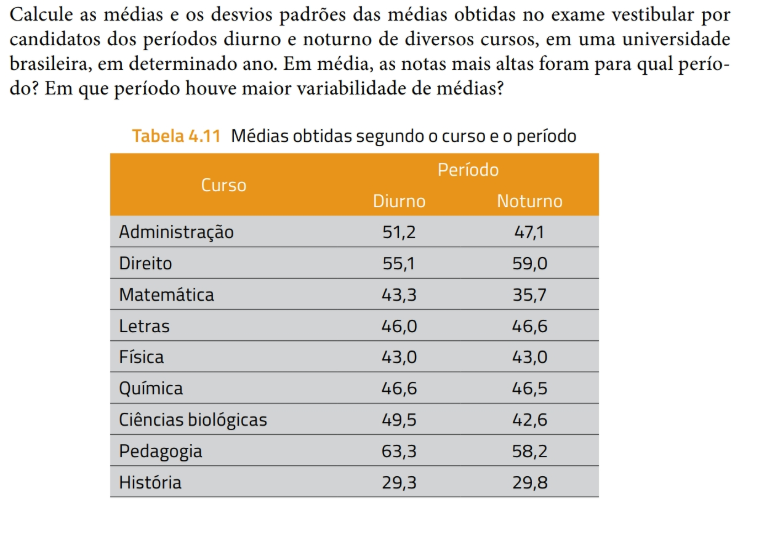 Calcule as médias e os desvios padrões das médias obtidas no exame vestibular por
candidatos dos períodos diurno e noturno de diversos cursos, em uma universidade
brasileira, em determinado ano. Em média, as notas mais altas foram para qual perío-
do? Em que período houve maior variabilidade de médias?
Tabela 4.11 Médias obtidas segundo o curso e o período
Curso Período
Diurno Noturno
Administração 51,2 47,1
Direito 55,1 59,0
Matemática 43,3 35,7
Letras 46,0 46,6
Física 43,0 43,0
Química 46,6 46,5
Ciências biológicas 49,5 42,6
Pedagogia 63,3 58,2
História 29,3 29,8